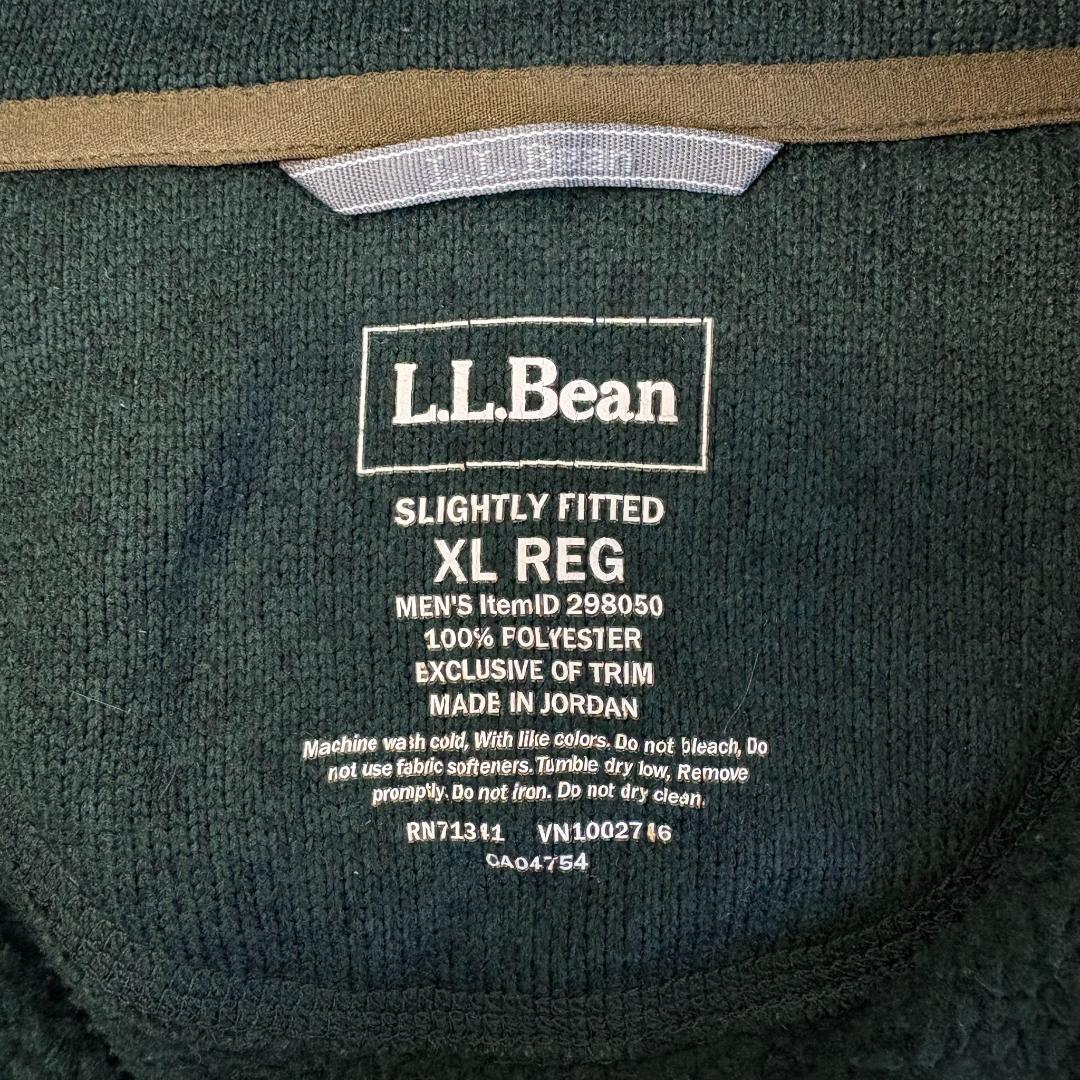 L.L.Bean
L.L.Bean
SLIGHTLY FITTED
XL REG
MEN'S ItemID 298050
100% POLYESTER
EXCLUSIVE OF TRIM
MADE IN JORDAN
Machine wash cold, With like colors. Do not bleach, Do
not use fabric softeners. Tumble dry low, Remove
promptly. Do not iron. Do not dry clean.
CA04754